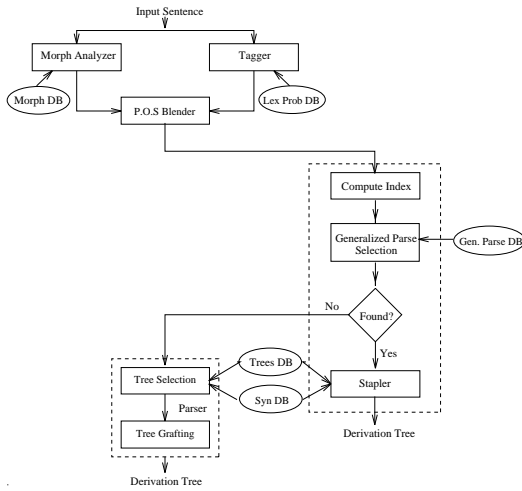 Input Sentence
Morph Analyzer
Tagger
Morph DB
Lex Prob DB
P.O.S Blender
Compute Index
Generalized Parse
Selection
Gen. Parse DB
No
Found?
Yes
Trees DB
Tree Selection
Stapler
Parser
Syn DB
Tree Grafting
Derivation Tree
Derivation Tree